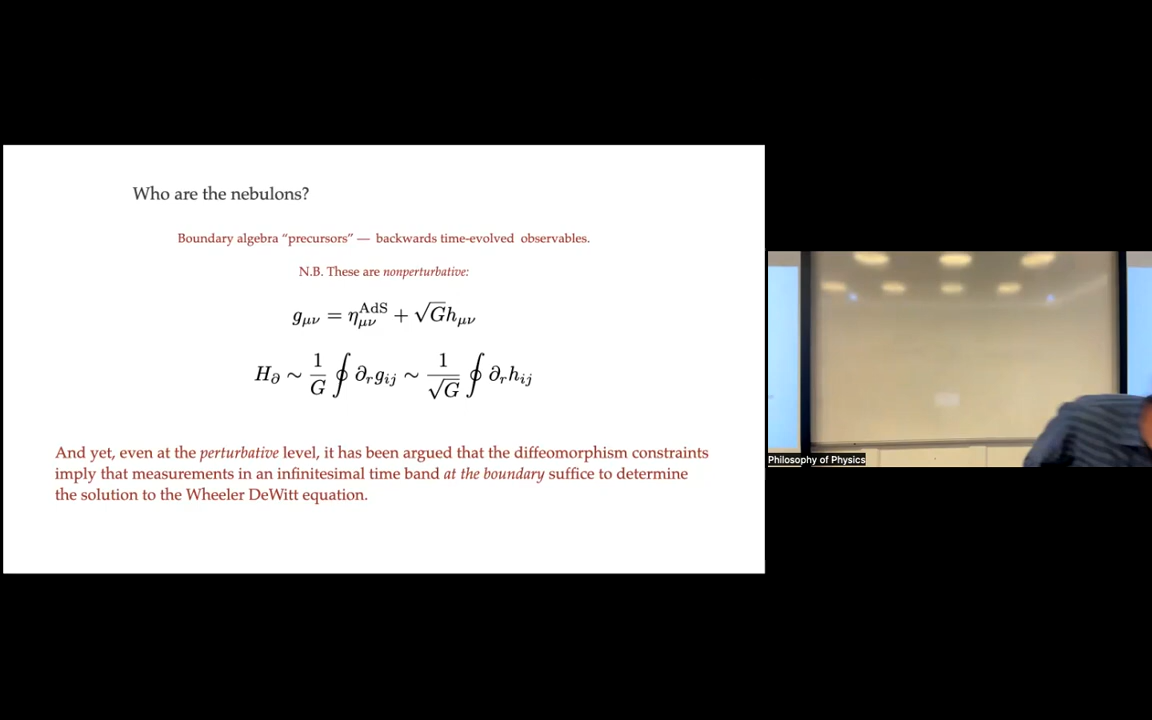 Who are the nebulons?
Boundary algebra “precursors” — backwards time-evolved observables.
N.B. These are nonperturbative:
g_{μν} = η^{AdS}_{μν} + √G h_{μν}
H_∂ ∼ \frac{1}{G} ∮ ∂_r g_{ij} ∼ \frac{1}{√G} ∮ ∂_r h_{ij}
And yet, even at the perturbative level, it has been argued that the diffeomorphism constraints
imply that measurements in an infinitesimal time band at the boundary suffice to determine
the solution to the Wheeler DeWitt equation.
Philosophy of Physics